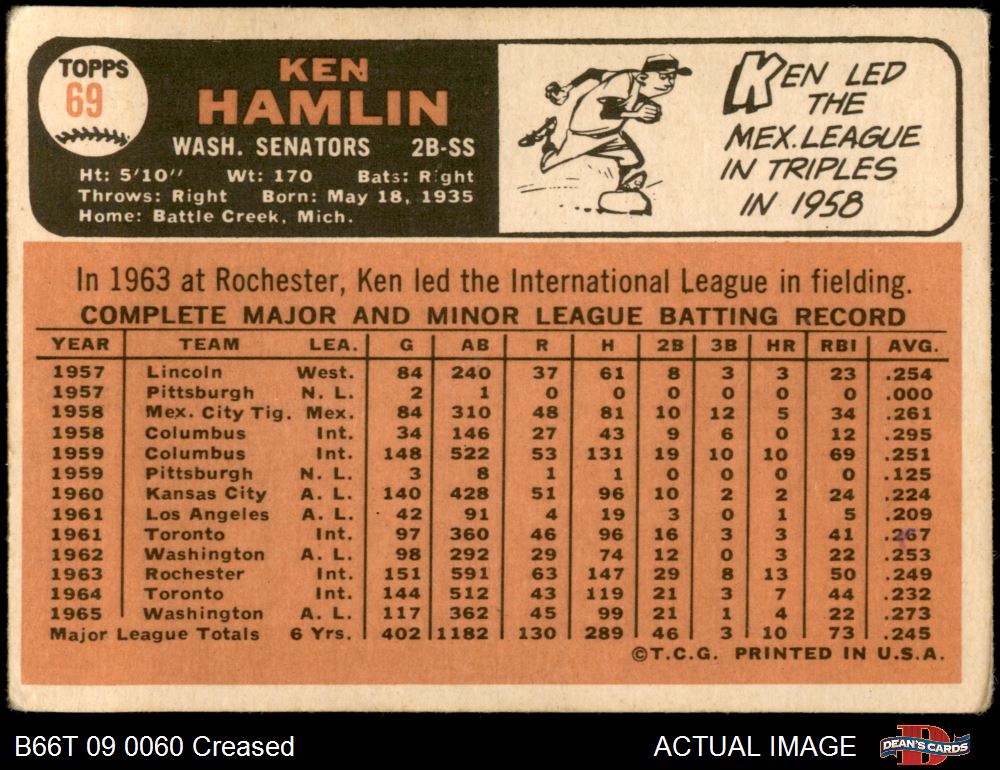 TOPPS
69
KEN
HAMLIN
WASH. SENATORS 2B-SS
Ht: 5'10" Wt: 170 Bats: Right
Throws: Right Born: May 18, 1935
Home: Battle Creek, Mich.
KEN LED
THE
MEX. LEAGUE
IN TRIPLES
IN 1958
In 1963 at Rochester, Ken led the International League in fielding.
COMPLETE MAJOR AND MINOR LEAGUE BATTING RECORD
YEAR TEAM LEA. G AB R H 2B 3B HR RBI AVG.
1957 Lincoln West. 84 240 37 61 8 3 3 23 .254
1957 Pittsburgh N. L. 2 1 0 0 0 0 0 0 .000
1958 Mex. City Tig. Mex. 84 310 48 81 10 12 5 34 .261
1958 Columbus Int. 34 146 27 43 9 6 0 12 .295
1959 Columbus Int. 148 522 53 131 19 10 10 69 .251
1959 Pittsburgh N. L. 3 8 1 1 0 0 0 0 .125
1960 Kansas City A. L. 140 428 51 96 10 2 2 24 .224
1961 Los Angeles A. L. 42 91 4 19 3 0 1 5 .209
1961 Toronto Int. 97 360 46 96 16 3 3 41 .267
1962 Washington A. L. 98 292 29 74 12 0 3 22 .253
1963 Rochester Int. 151 591 63 147 29 8 13 50 .249
1964 Toronto Int. 144 512 43 119 21 3 7 44 .232
1965 Washington A. L. 117 362 45 99 21 1 4 22 .273
Major League Totals 6 Yrs. 402 1182 130 289 46 3 10 73 .245
©T.C.G. PRINTED IN U.S.A.
B66T 09 0060 Creased ACTUAL IMAGE
DEAN'S CARDS